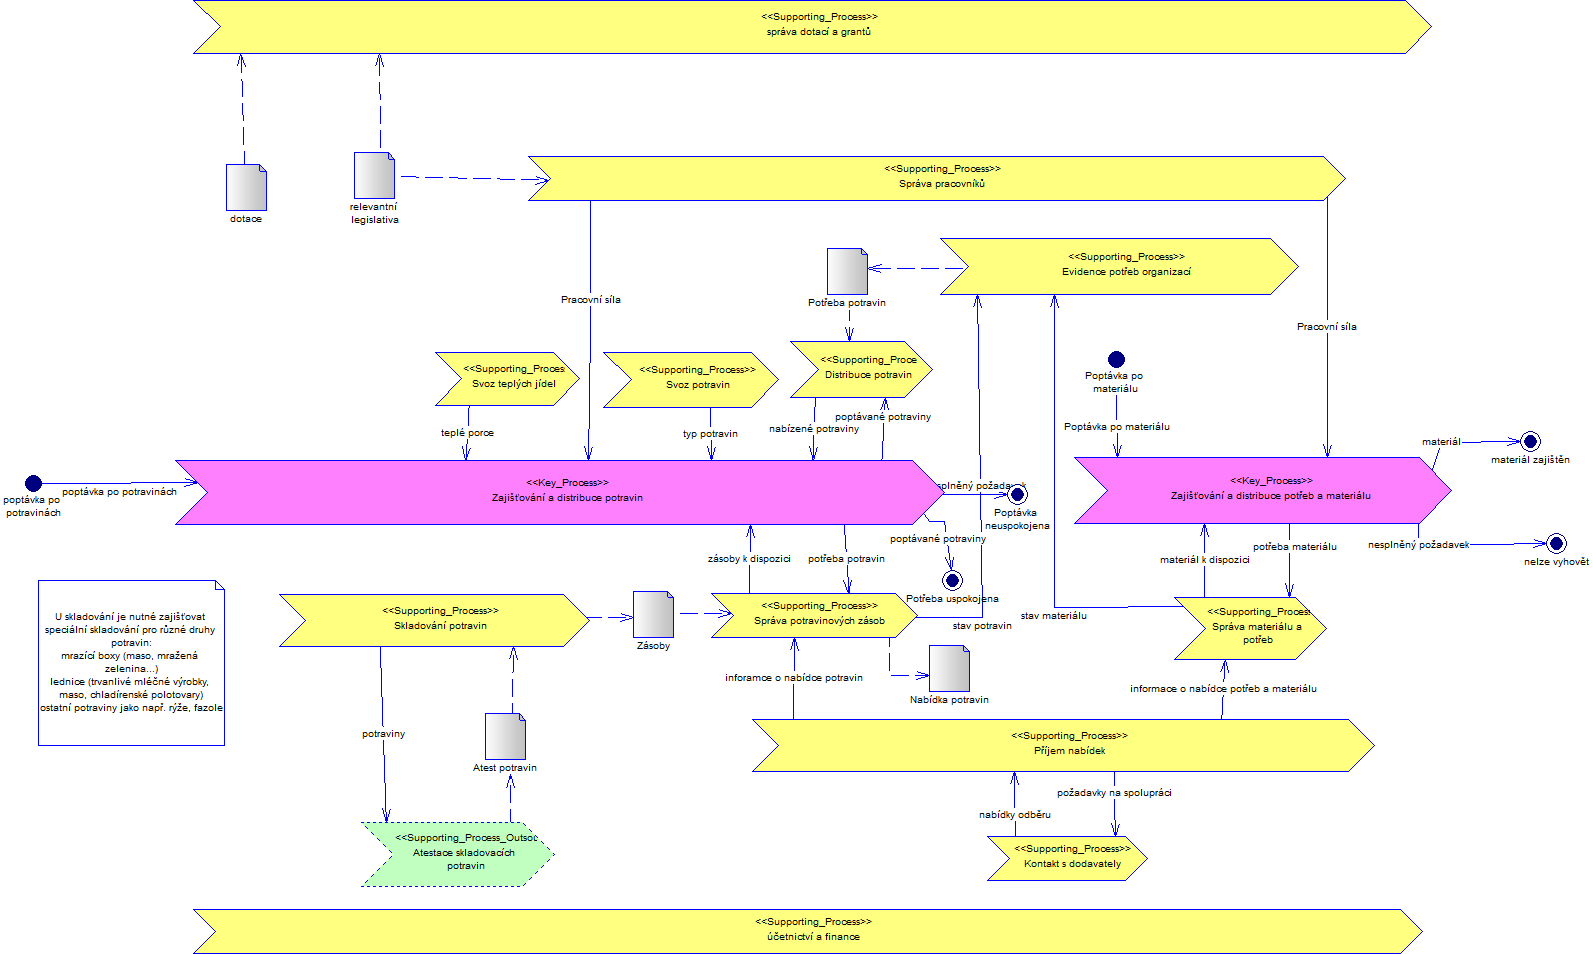 <<Supporting_Process>>
správa dotací a grantů
dotace
relevantní
legislativa
<<Supporting_Process>>
Správa pracovníků
<<Supporting_Process>>
Evidence potřeb organizací
Potřeba potravin
Pracovní síla
Pracovní síla
<<Supporting_Process
Svoz teplých jídel
<<Supporting_Process>>
Svoz potravin
<<Supporting_Proce
Distribuce potravin
Poptávka po
materiálu
teplé porce
typ potravin
nabízené potraviny
poptávané potraviny
Poptávka po materiálu
poptávka po
potravinách
poptávka po potravinách
<<Key_Process>>
Zajišťování a distribuce potravin
splněný požadavek
Poptávka
neuspokojena
<<Key_Process>>
Zajišťování a distribuce potřeb a materiálu
materiál
materiál zajištěn
nesplněný požadavek
nelze vyhovět
zásoby k dispozici
potřeba potravin
poptávané potraviny
Potřeba uspokojena
materiál k dispozici
potřeba materiálu
U skladování je nutné zajišťovat
speciální skladování pro různé druhy
potravin:
mrazící boxy (maso, mražená
zelenina...)
lednice (trvanlivé mléčné výrobky,
maso, chladírenské polotovary)
ostatní potraviny jako např. rýže, fazole
<<Supporting_Process>>
Skladování potravin
Zásoby
<<Supporting_Process>>
Správa potravinových zásob
stav potravin
stav materiálu
<<Supporting_Process
Správa materiálu a
potřeb
inforamce o nabídce potravin
Nabídka potravin
informace o nabídce potřeb a materiálu
potraviny
Atest potravin
<<Supporting_Process>>
Příjem nabídek
nabídky odběru
požadavky na spolupráci
<<Supporting_Process_Outsou
Atestace skladovacích
potravin
<<Supporting_Process>>
Kontakt s dodavately
<<Supporting_Process>>
účetnictví a finance